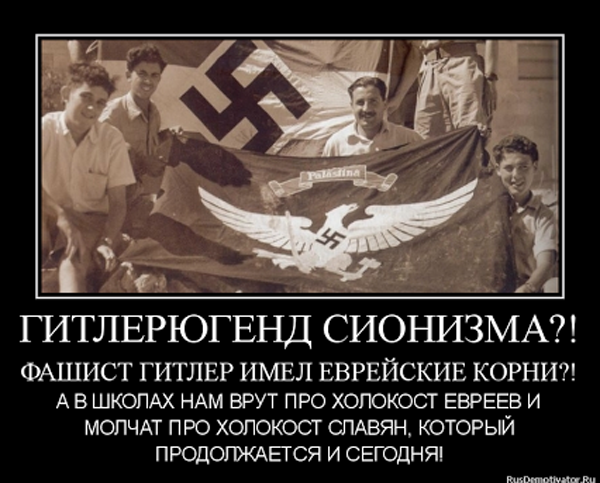 Palästina
ГИТЛЕРЮГЕНД СИОНИЗМА?!
ФАШИСТ ГИТЛЕР ИМЕЛ ЕВРЕЙСКИЕ КОРНИ?!
А В ШКОЛАХ НАМ ВРУТ ПРО ХОЛОКОСТ ЕВРЕЕВ И
МОЛЧАТ ПРО ХОЛОКОСТ СЛАВЯН, КОТОРЫЙ
ПРОДОЛЖАЕТСЯ И СЕГОДНЯ!
RusDemotivator.Ru